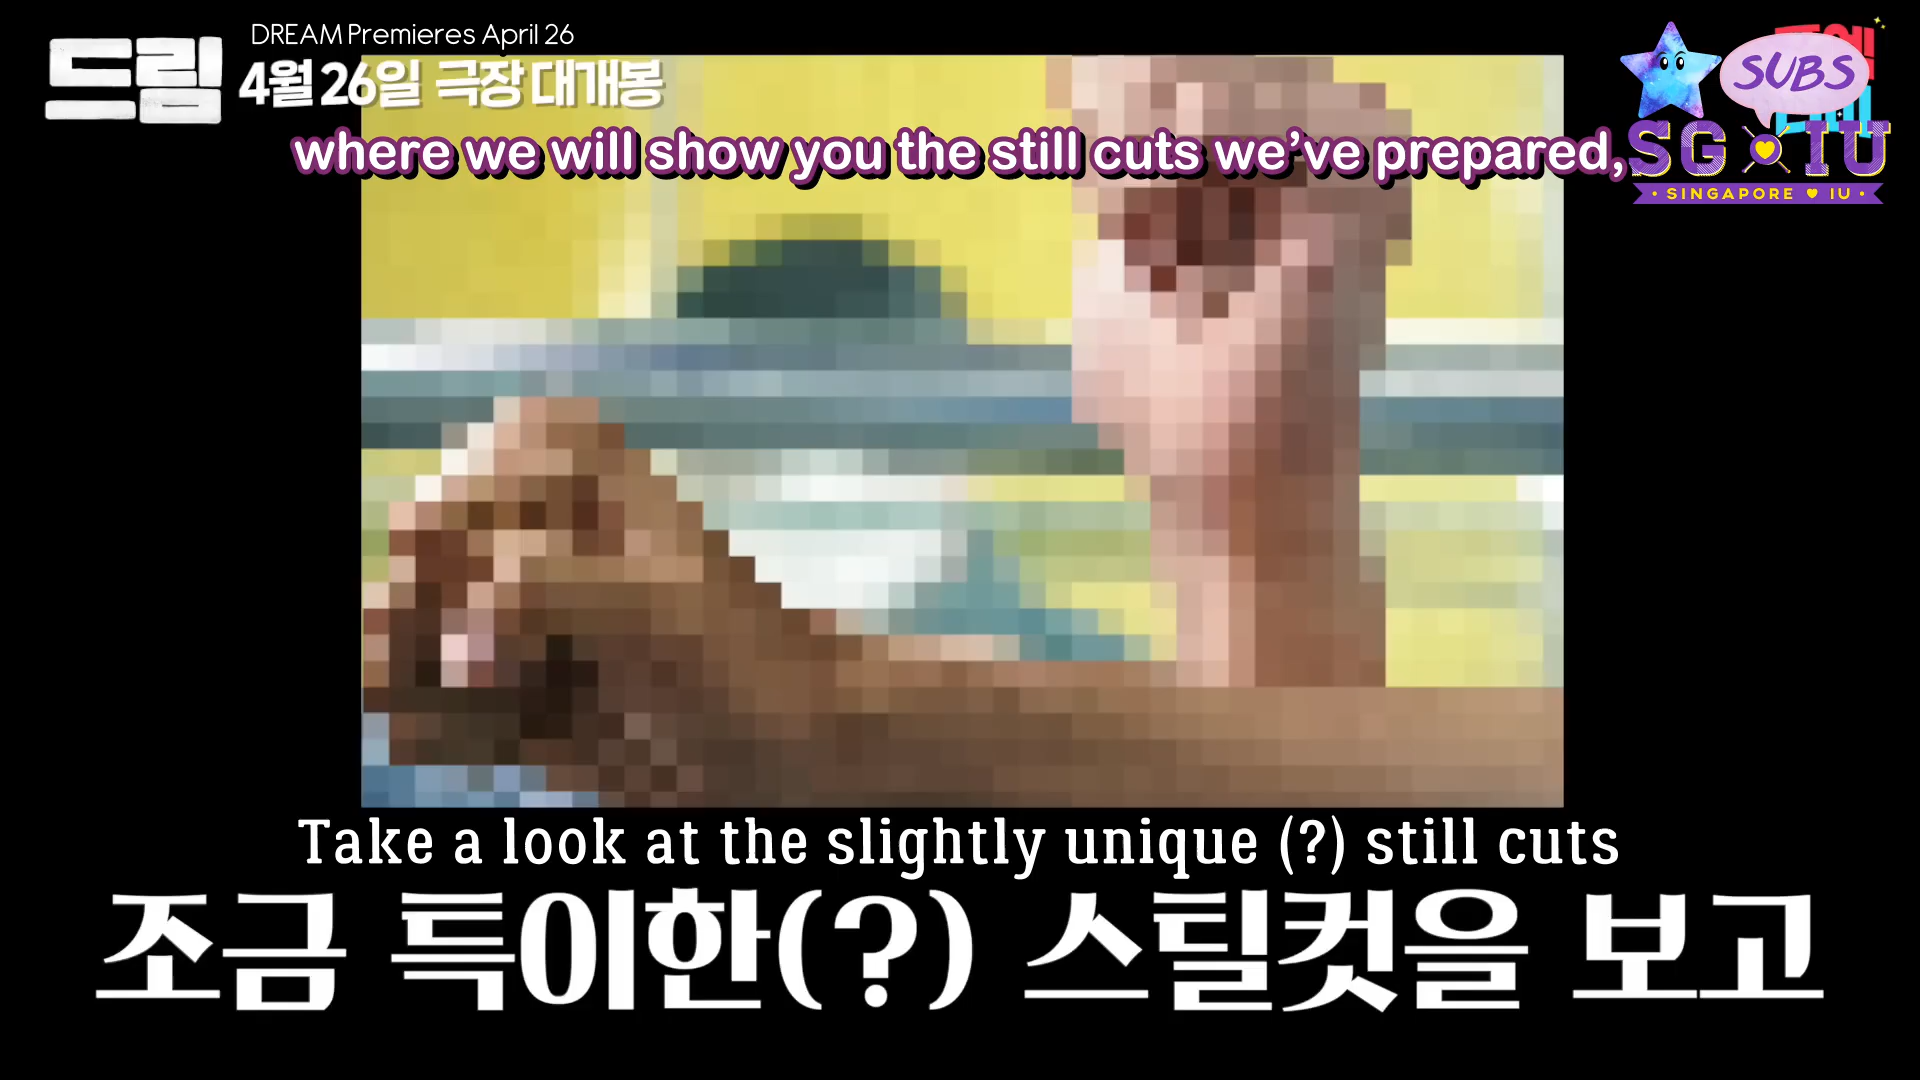 DREAM Premieres April 26
드림
4월 26일 극장 대개봉
SUBS
where we will show you the still cuts we've prepared,
SG IU
• SINGAPORE ♥ IU •
Take a look at the slightly unique (?) still cuts
조금 특이한(?) 스틸컷을 보고